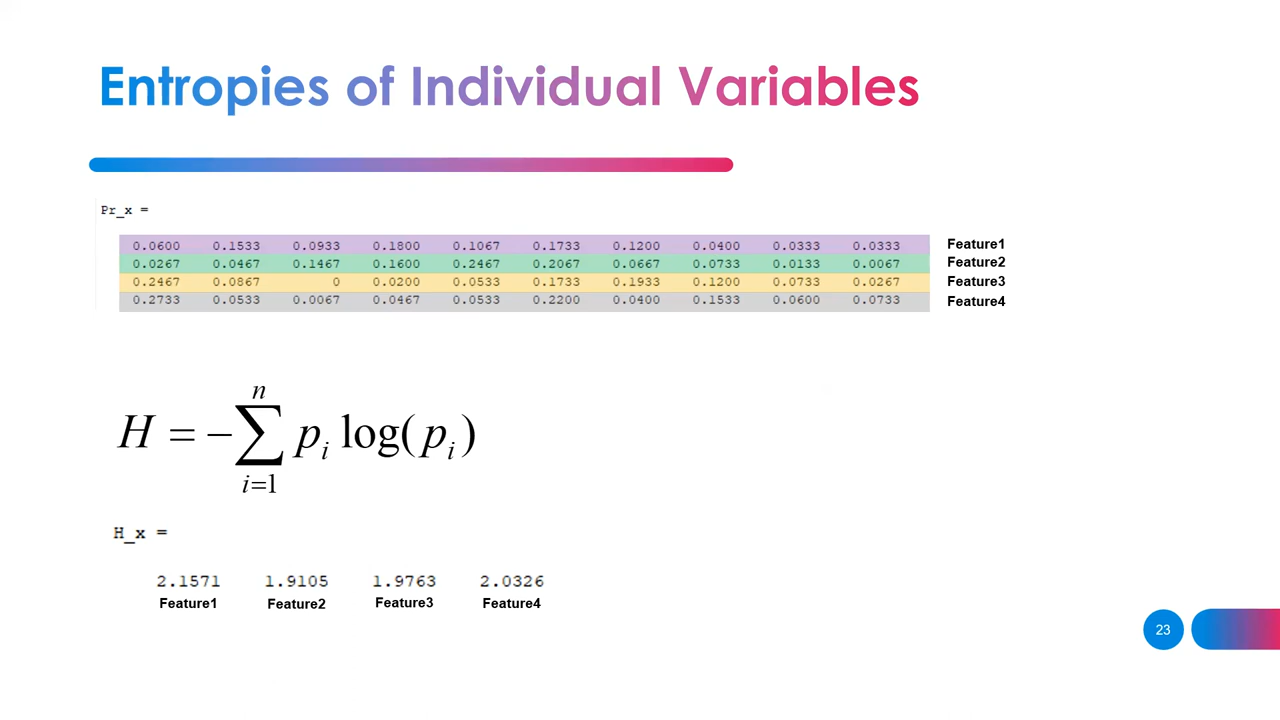 Entropies of Individual Variables
Pr_x =
0.0600 0.1533 0.0933 0.1800 0.1067 0.1733 0.1200 0.0400 0.0333 0.0333 Feature1
0.0267 0.0467 0.1467 0.1600 0.2467 0.2067 0.0667 0.0733 0.0133 0.0067 Feature2
0.2467 0.0867 0 0.0200 0.0533 0.1733 0.1933 0.1200 0.0733 0.0267 Feature3
0.2733 0.0533 0.0067 0.0467 0.0533 0.2200 0.0400 0.1533 0.0600 0.0733 Feature4
H = −∑_{i=1}^{n} p_i log(p_i)
H_x =
2.1571 1.9105 1.9763 2.0326
Feature1 Feature2 Feature3 Feature4
23